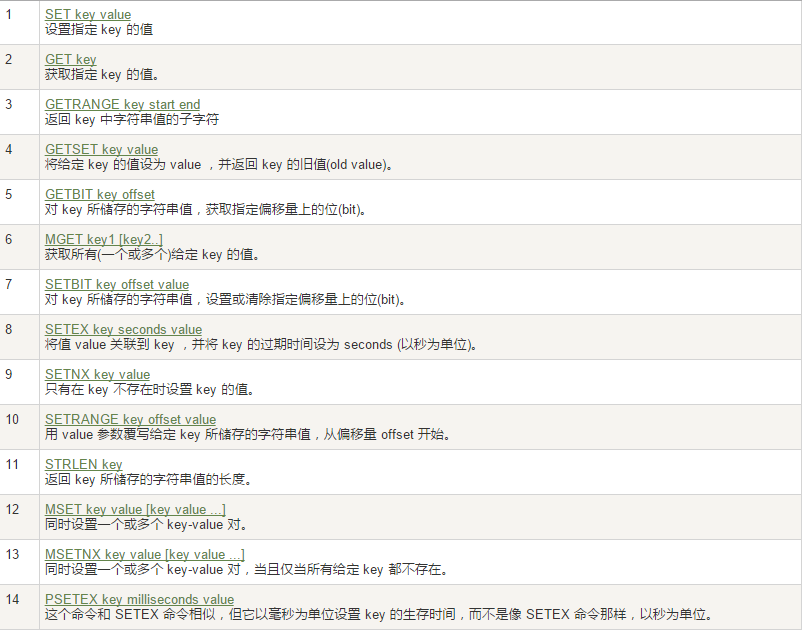 1
SET key value
设置指定 key 的值
2
GET key
获取指定 key 的值。
3
GETRANGE key start end
返回 key 中字符串值的子字符
4
GETSET key value
将给定 key 的值设为 value ，并返回 key 的旧值(old value)。
5
GETBIT key offset
对 key 所储存的字符串值，获取指定偏移量上的位(bit)。
6
MGET key1 [key2..]
获取所有(一个或多个)给定 key 的值。
7
SETBIT key offset value
对 key 所储存的字符串值，设置或清除指定偏移量上的位(bit)。
8
SETEX key seconds value
将值 value 关联到 key ，并将 key 的过期时间设为 seconds (以秒为单位)。
9
SETNX key value
只有在 key 不存在时设置 key 的值。
10
SETRANGE key offset value
用 value 参数覆写给定 key 所储存的字符串值，从偏移量 offset 开始。
11
STRLEN key
返回 key 所储存的字符串值的长度。
12
MSET key value [key value ...]
同时设置一个或多个 key-value 对。
13
MSETNX key value [key value ...]
同时设置一个或多个 key-value 对，当且仅当所有给定 key 都不存在。
14
PSETEX key milliseconds value
这个命令和 SETEX 命令相似，但它以毫秒为单位设置 key 的生存时间，而不是像 SETEX 命令那样，以秒为单位。